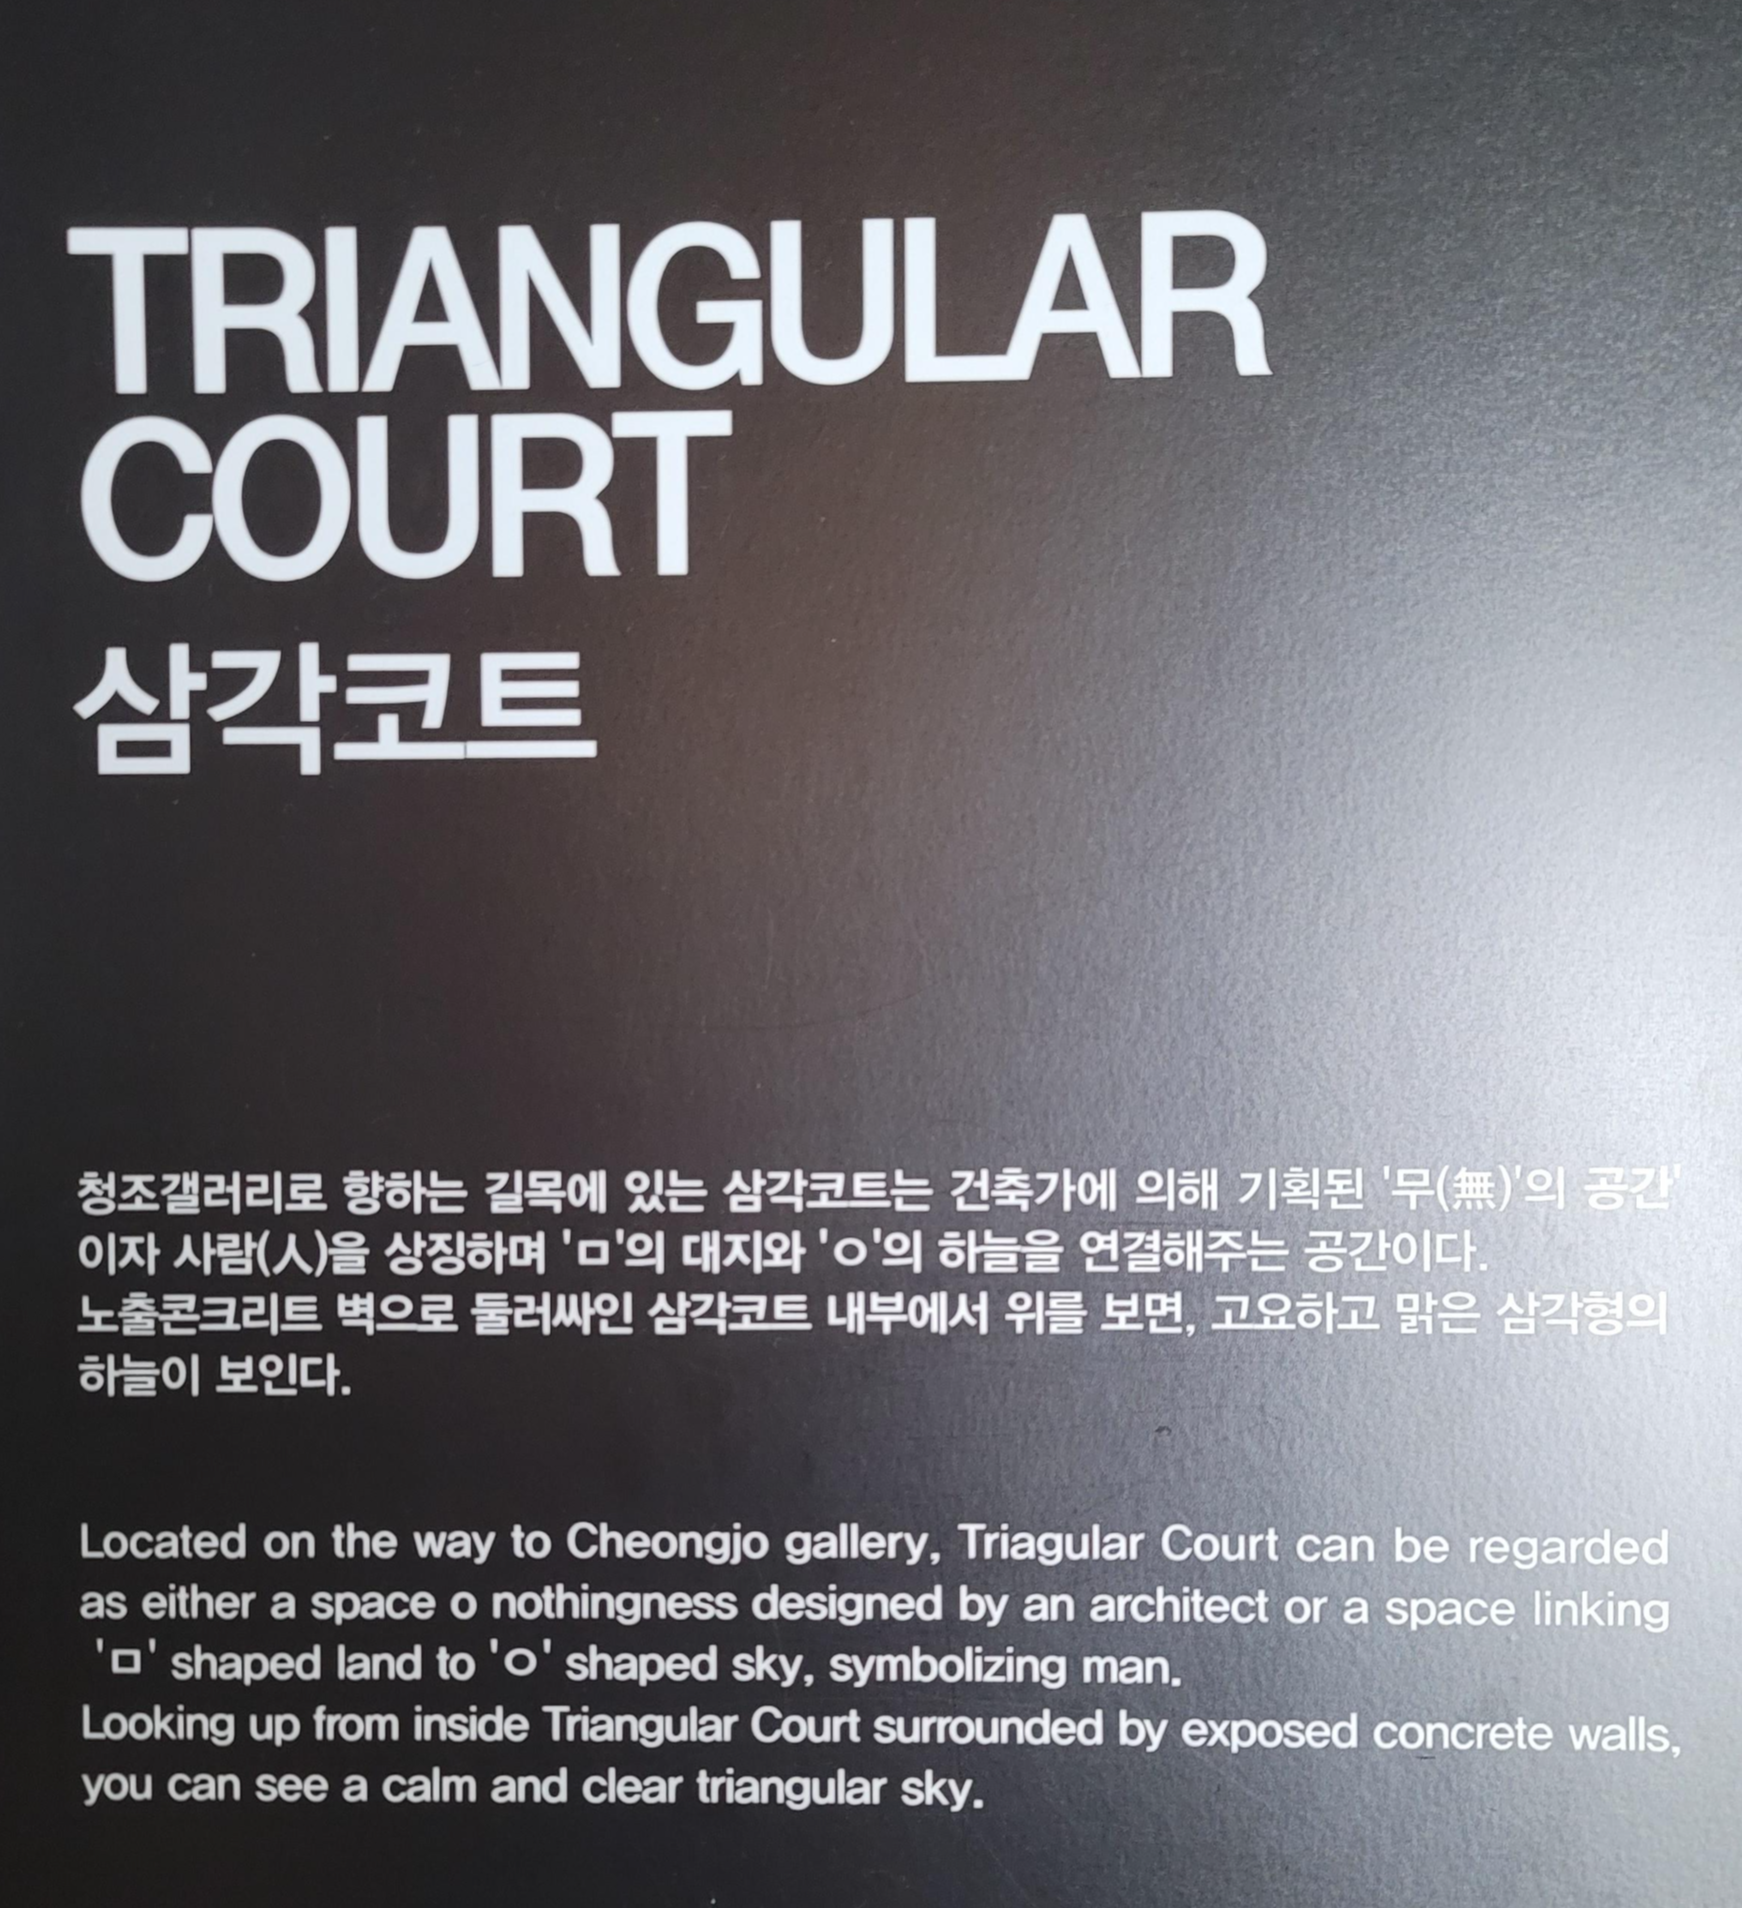 TRIANGULAR
COURT
삼각코트
청조갤러리로 향하는 길목에 있는 삼각코트는 건축가에 의해 기획된 '무(無)'의 공간'
이자 사람(人)을 상징하며 'ㅁ'의 대지와 'ㅇ'의 하늘을 연결해주는 공간이다.
노출콘크리트 벽으로 둘러싸인 삼각코트 내부에서 위를 보면, 고요하고 맑은 삼각형의
하늘이 보인다.
Located on the way to Cheongjo gallery, Triagular Court can be regarded
as either a space o nothingness designed by an architect or a space linking
'ㅁ' shaped land to 'ㅇ' shaped sky, symbolizing man.
Looking up from inside Triangular Court surrounded by exposed concrete walls,
you can see a calm and clear triangular sky.